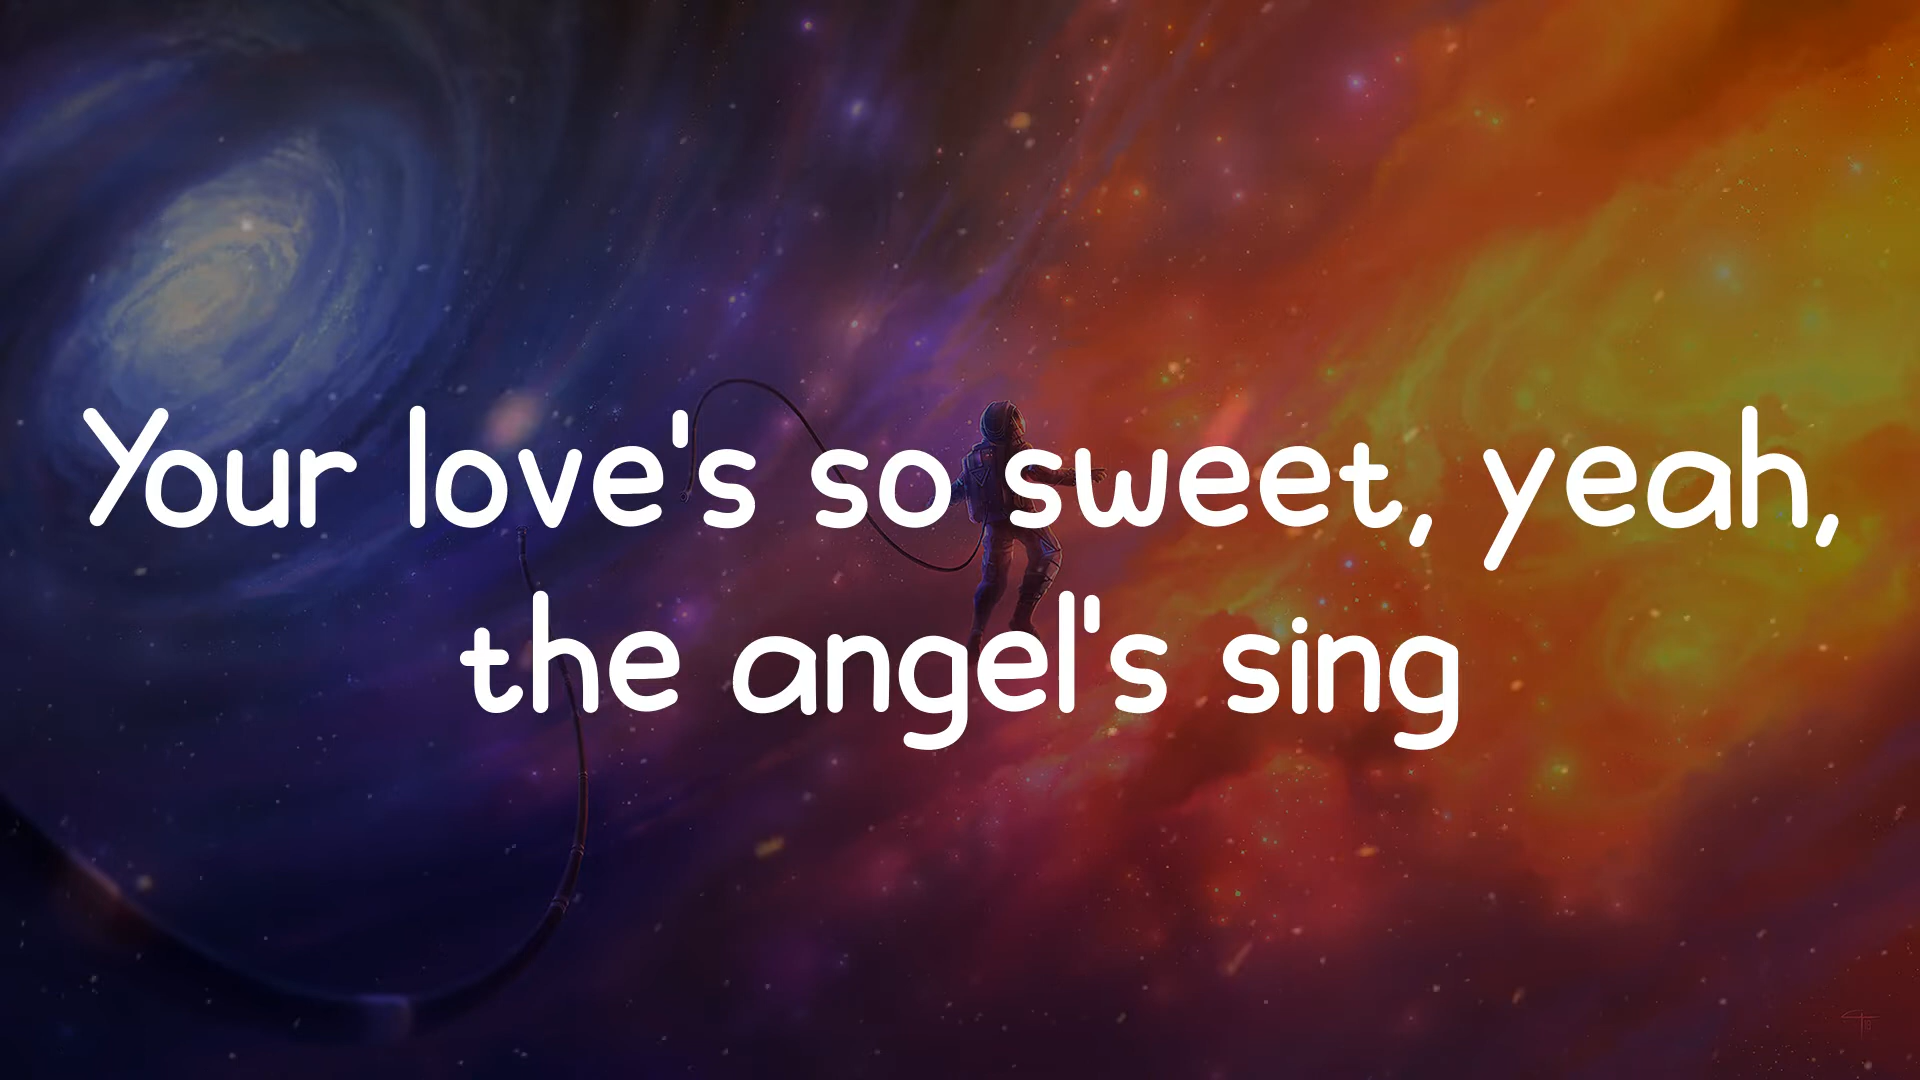 Your love's so sweet, yeah,
the angel's sing